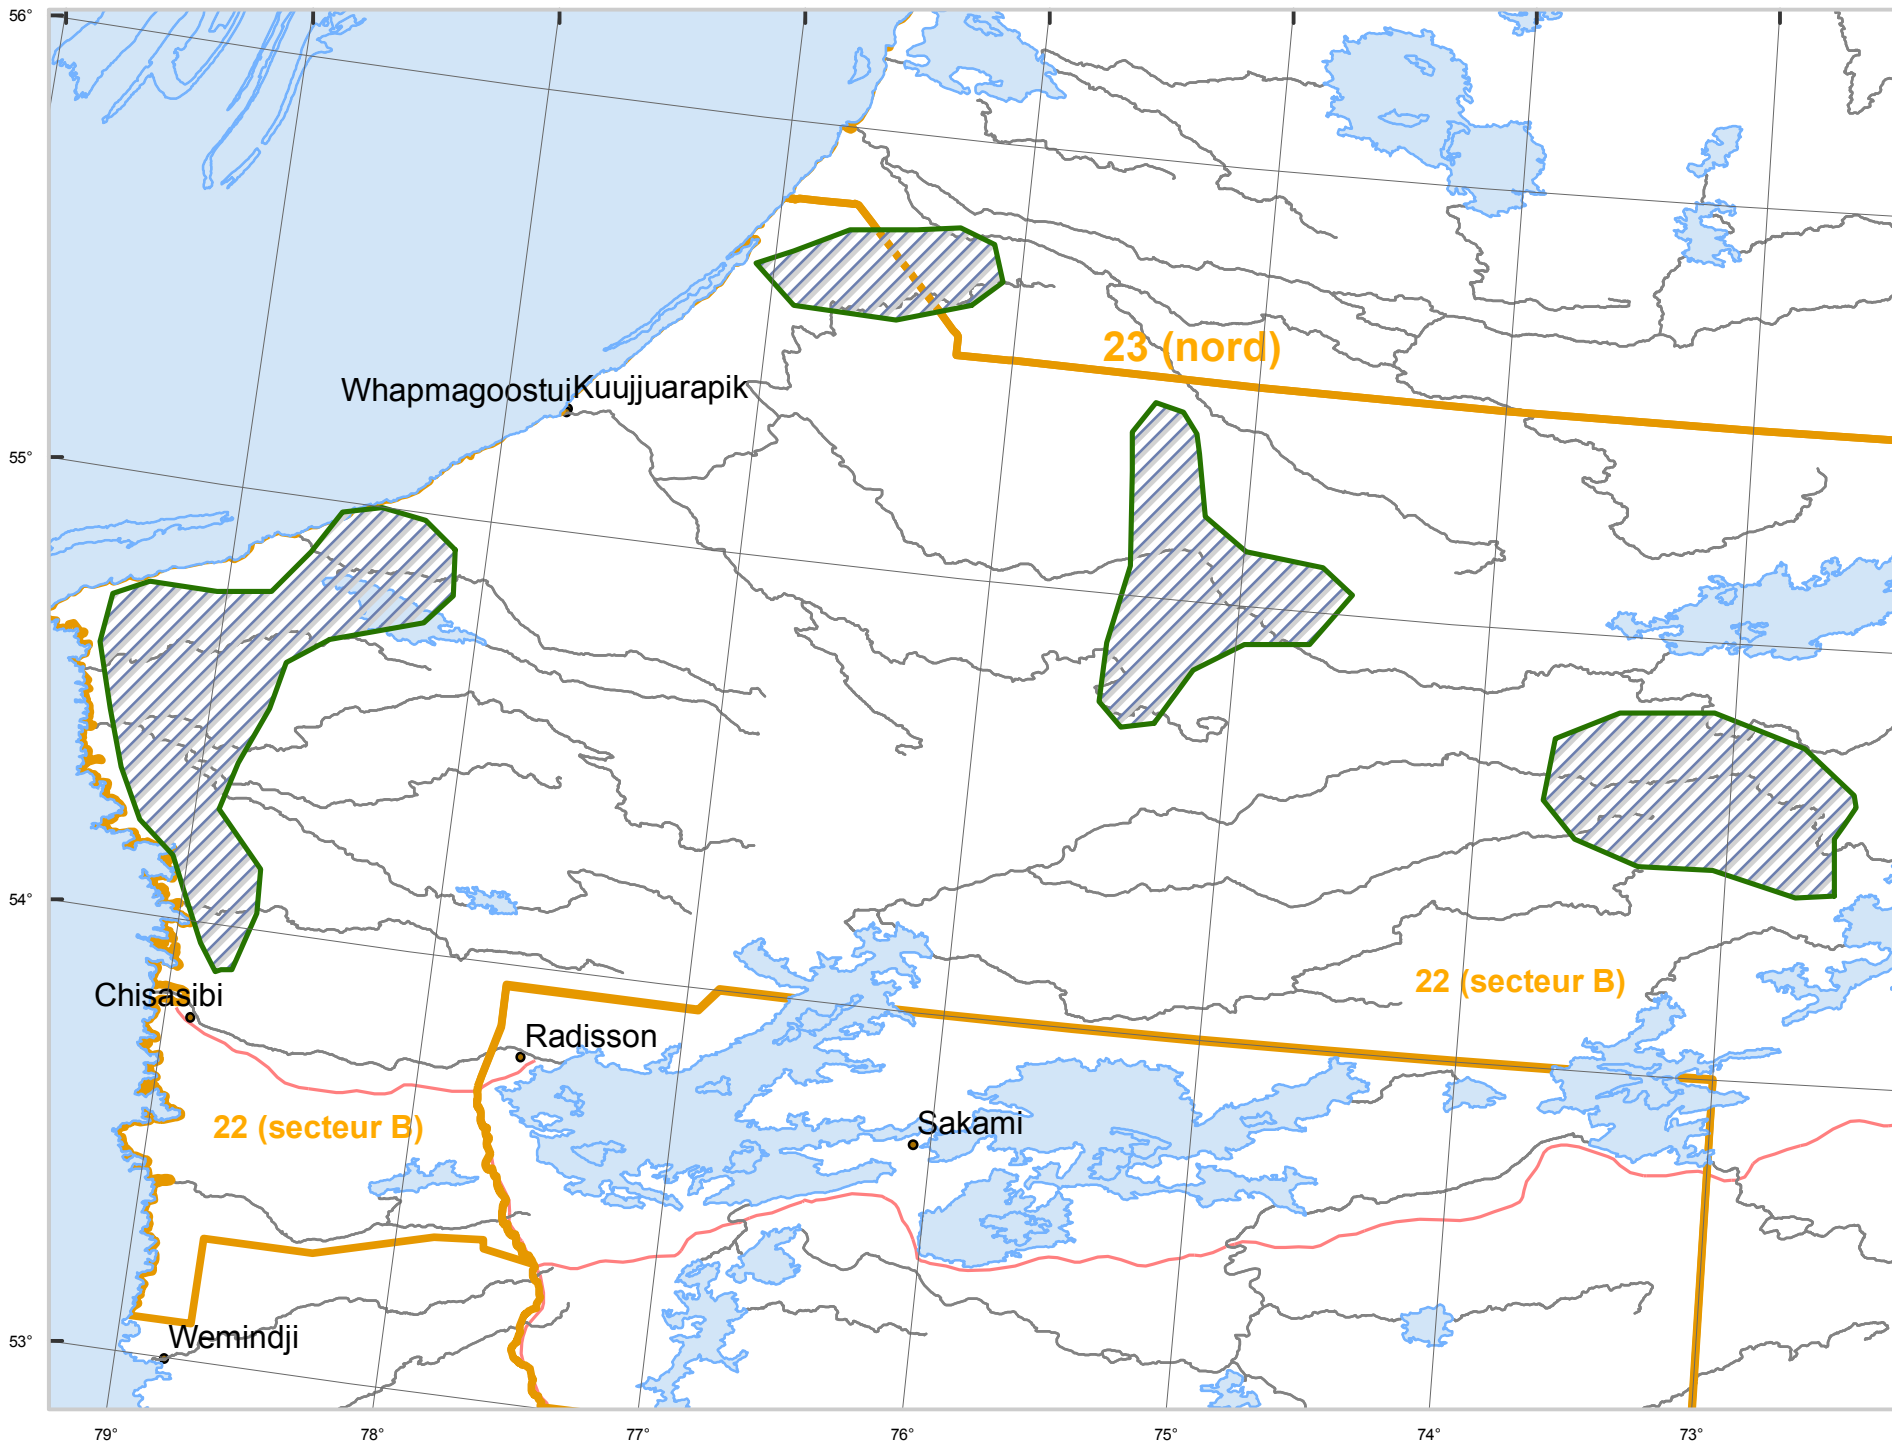 56°
23 (nord)
Whapmagoostui Kuujjuarapik
55°
54°
22 (secteur B)
Chisasibi
Radisson
Sakami
22 (secteur B)
53°
Wemindji
79° 78° 77° 76° 75° 74° 73°